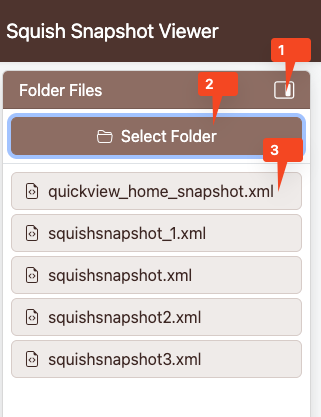 Squish Snapshot Viewer
1
Folder Files
2
Select Folder
3
quickview_home_snapshot.xml
squishsnapshot_1.xml
squishsnapshot.xml
squishsnapshot2.xml
squishsnapshot3.xml